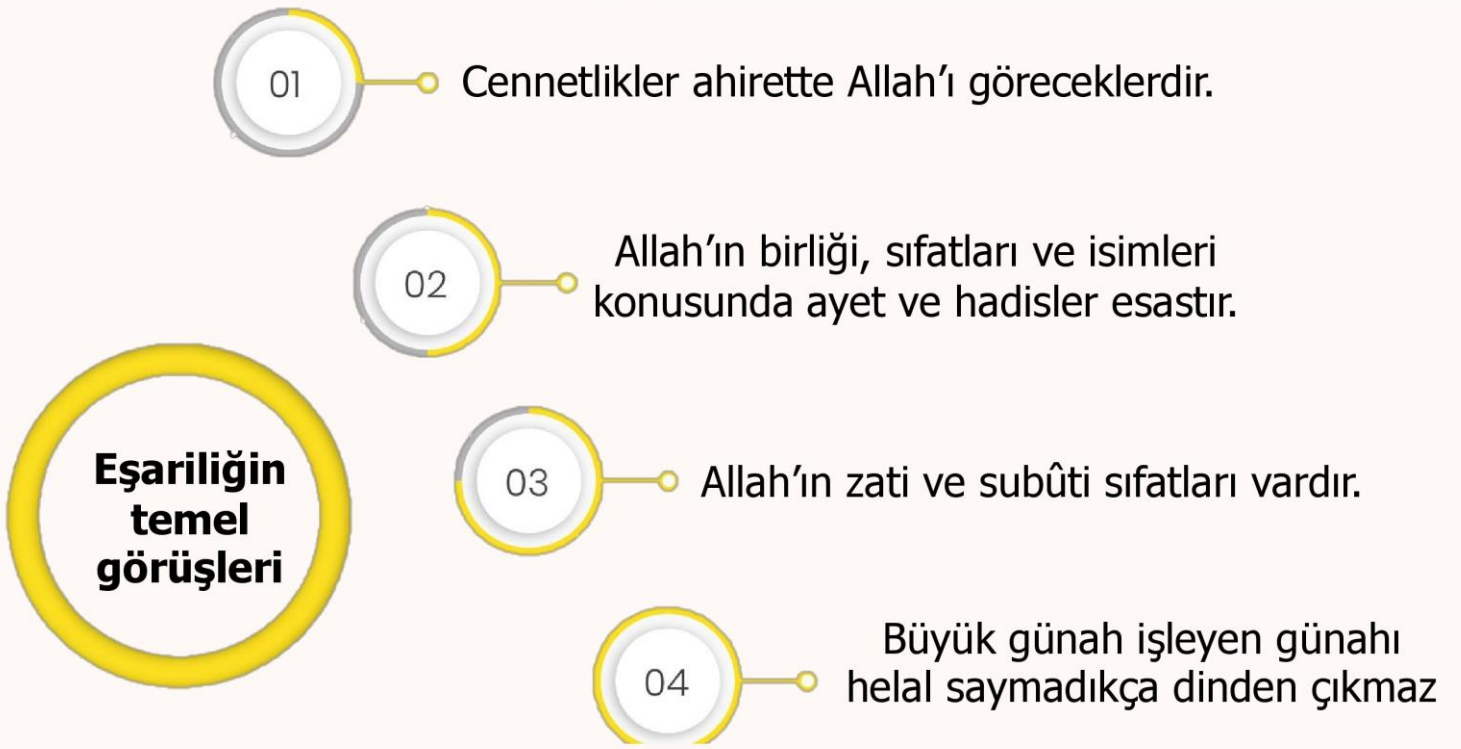 01
Cennetlikler ahirette Allah’ı göreceklerdir.
02
Allah’ın birliği, sıfatları ve isimleri
konusunda ayet ve hadisler esastır.
Eşariliğin
temel
görüşleri
03
Allah’ın zati ve subûti sıfatları vardır.
04
Büyük günah işleyen günahı
helal saymadıkça dinden çıkmaz